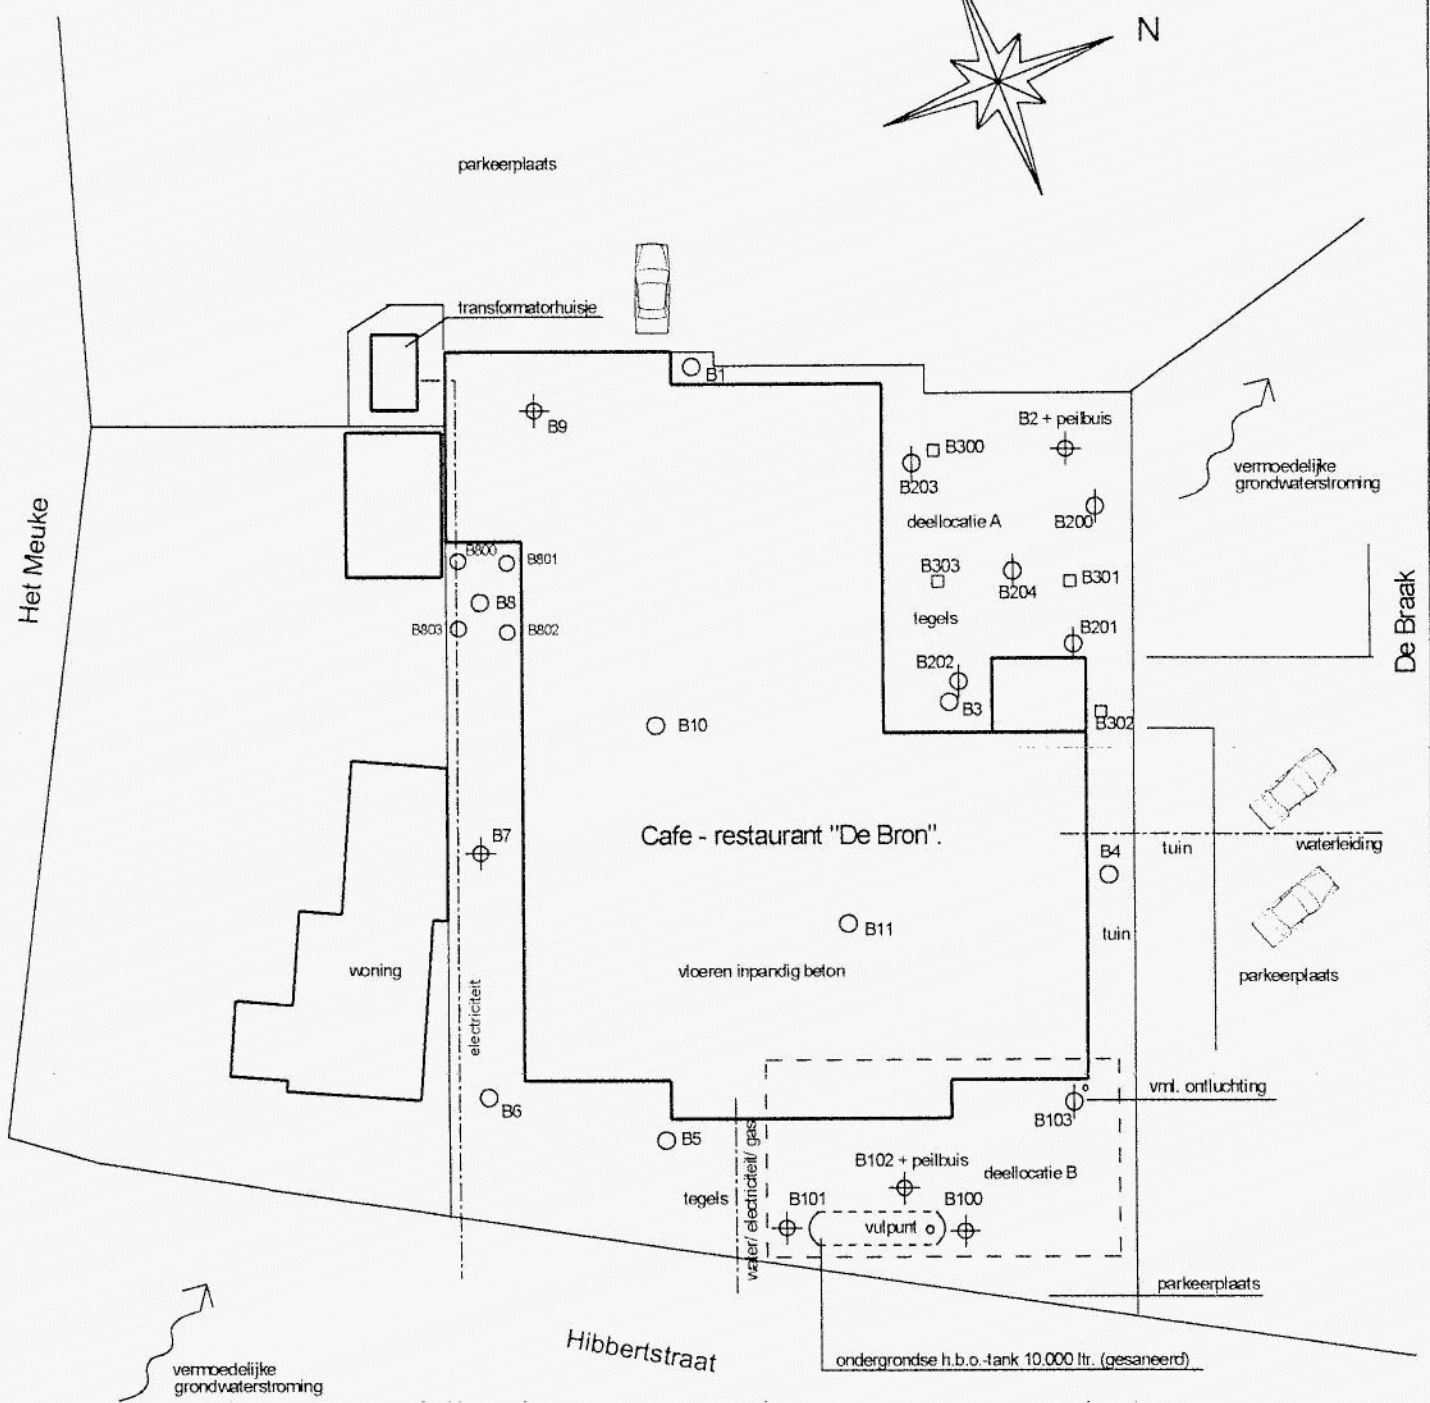 N
parkeerplaats
transformatorhuisje
B1
B9
B2 + peilbuis
B300
B203
vermoedelijke
grondwaterstroming
deellocatie A
B200
Het Meuke
B800
B801
B303
B301
B204
B8
B803
B802
tegels
B201
De Braak
B202
B3
B302
B10
B7
Cafe - restaurant "De Bron".
B4
tuin
waterleiding
B11
tuin
woning
vloeren inpandig beton
parkeerplaats
electriciteit
vml. ontluchting
B6
B103
B5
water/ electriciteit/ gas
B102 + peilbuis
deellocatie B
tegels
B101
B100
vulpunt
parkeerplaats
Hibbertstraat
ondergrondse h.b.o.-tank 10.000 ltr. (gesaneerd)
vermoedelijke
grondwaterstroming